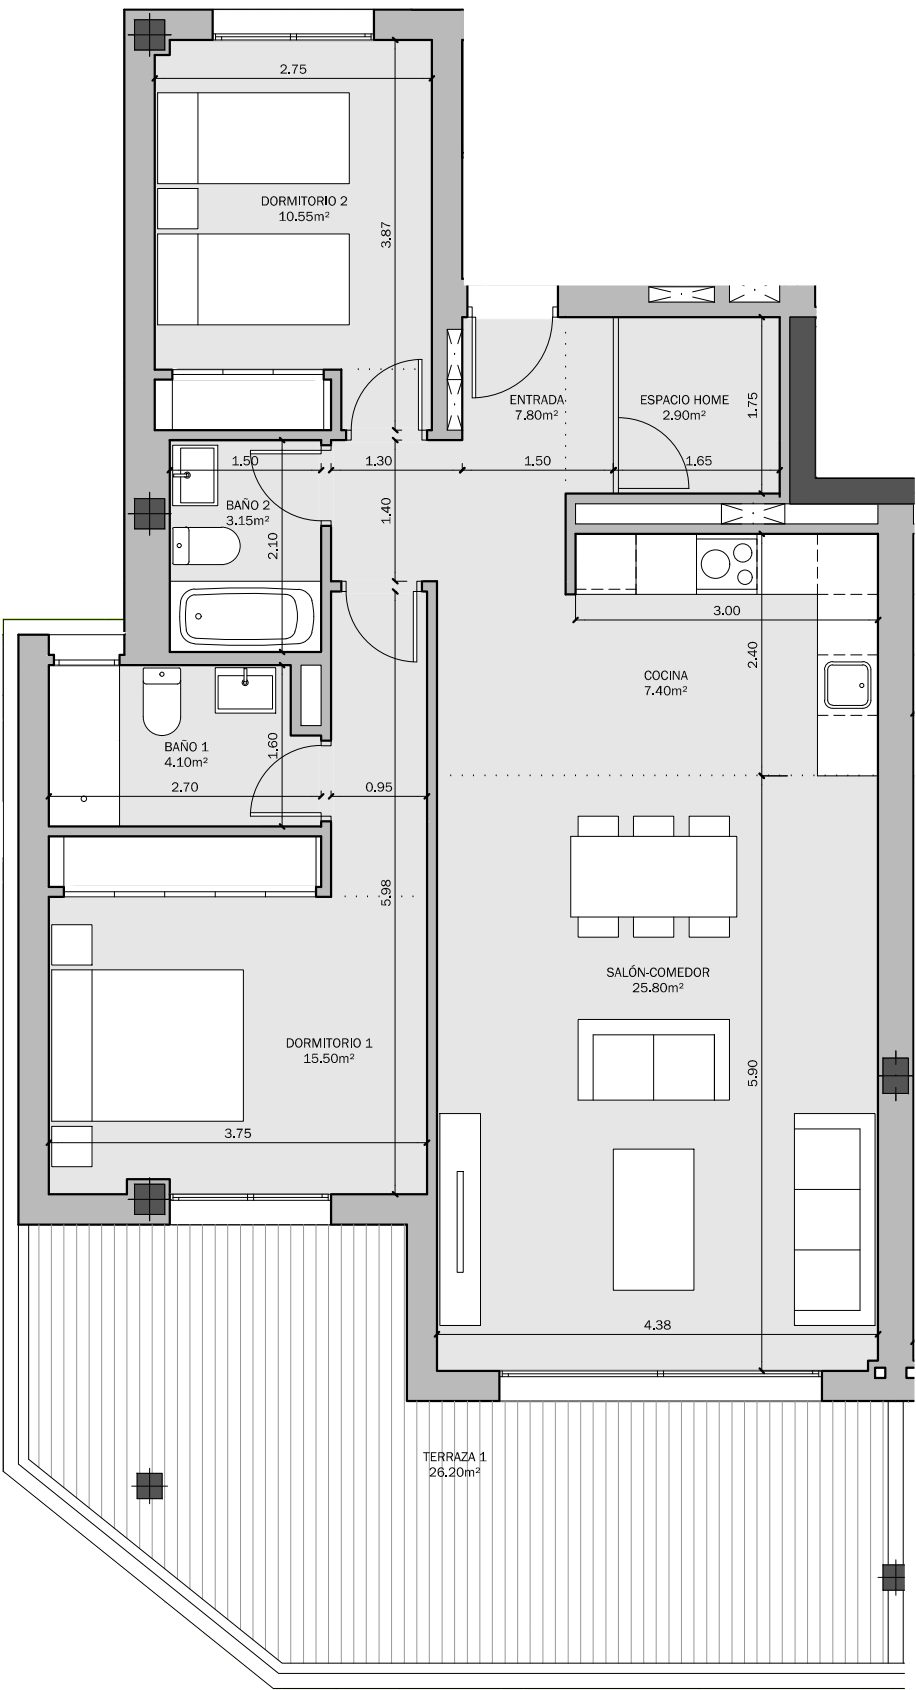 2.75
DORMITORIO 2
10.55m²
3.87
ENTRADA
7.80m²
ESPACIO HOME
2.90m²
1.75
1.50
1.30
1.50
1.65
BAÑO 2
3.15m²
2.10
1.40
3.00
2.40
COCINA
7.40m²
BAÑO 1
4.10m²
1.60
2.70
0.95
5.98
SALÓN-COMEDOR
25.80m²
DORMITORIO 1
15.50m²
5.90
3.75
4.38
TERRAZA 1
26.20m²